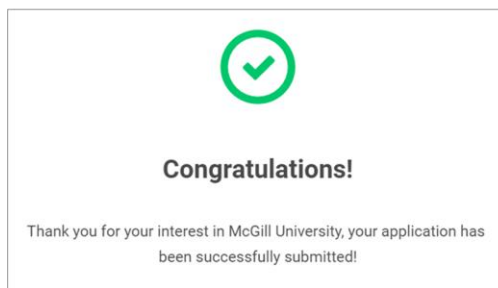 Congratulations!
Thank you for your interest in McGill University, your application has
been successfully submitted!